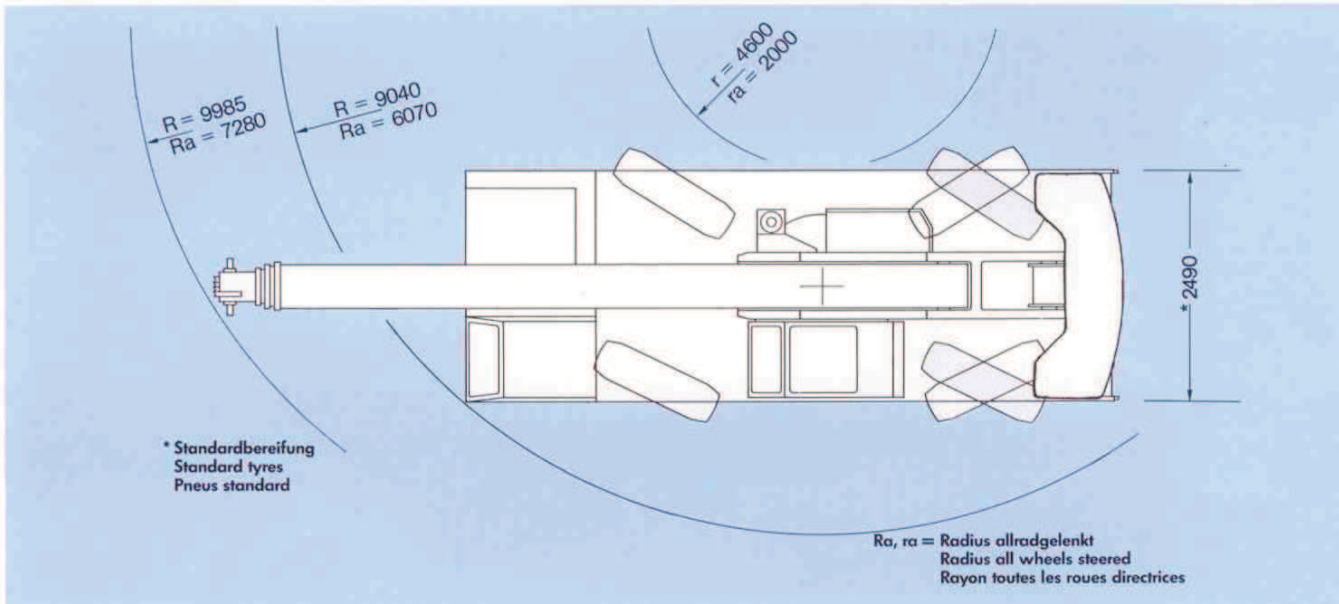 R = 9985
Ra = 7280
R = 9040
Ra = 6070
r = 4600
ra = 2000
* 2490
* Standardbereifung
Standard tyres
Pneus standard
Ra, ra = Radius allradgelenkt
Radius all wheels steered
Rayon toutes les roues directrices